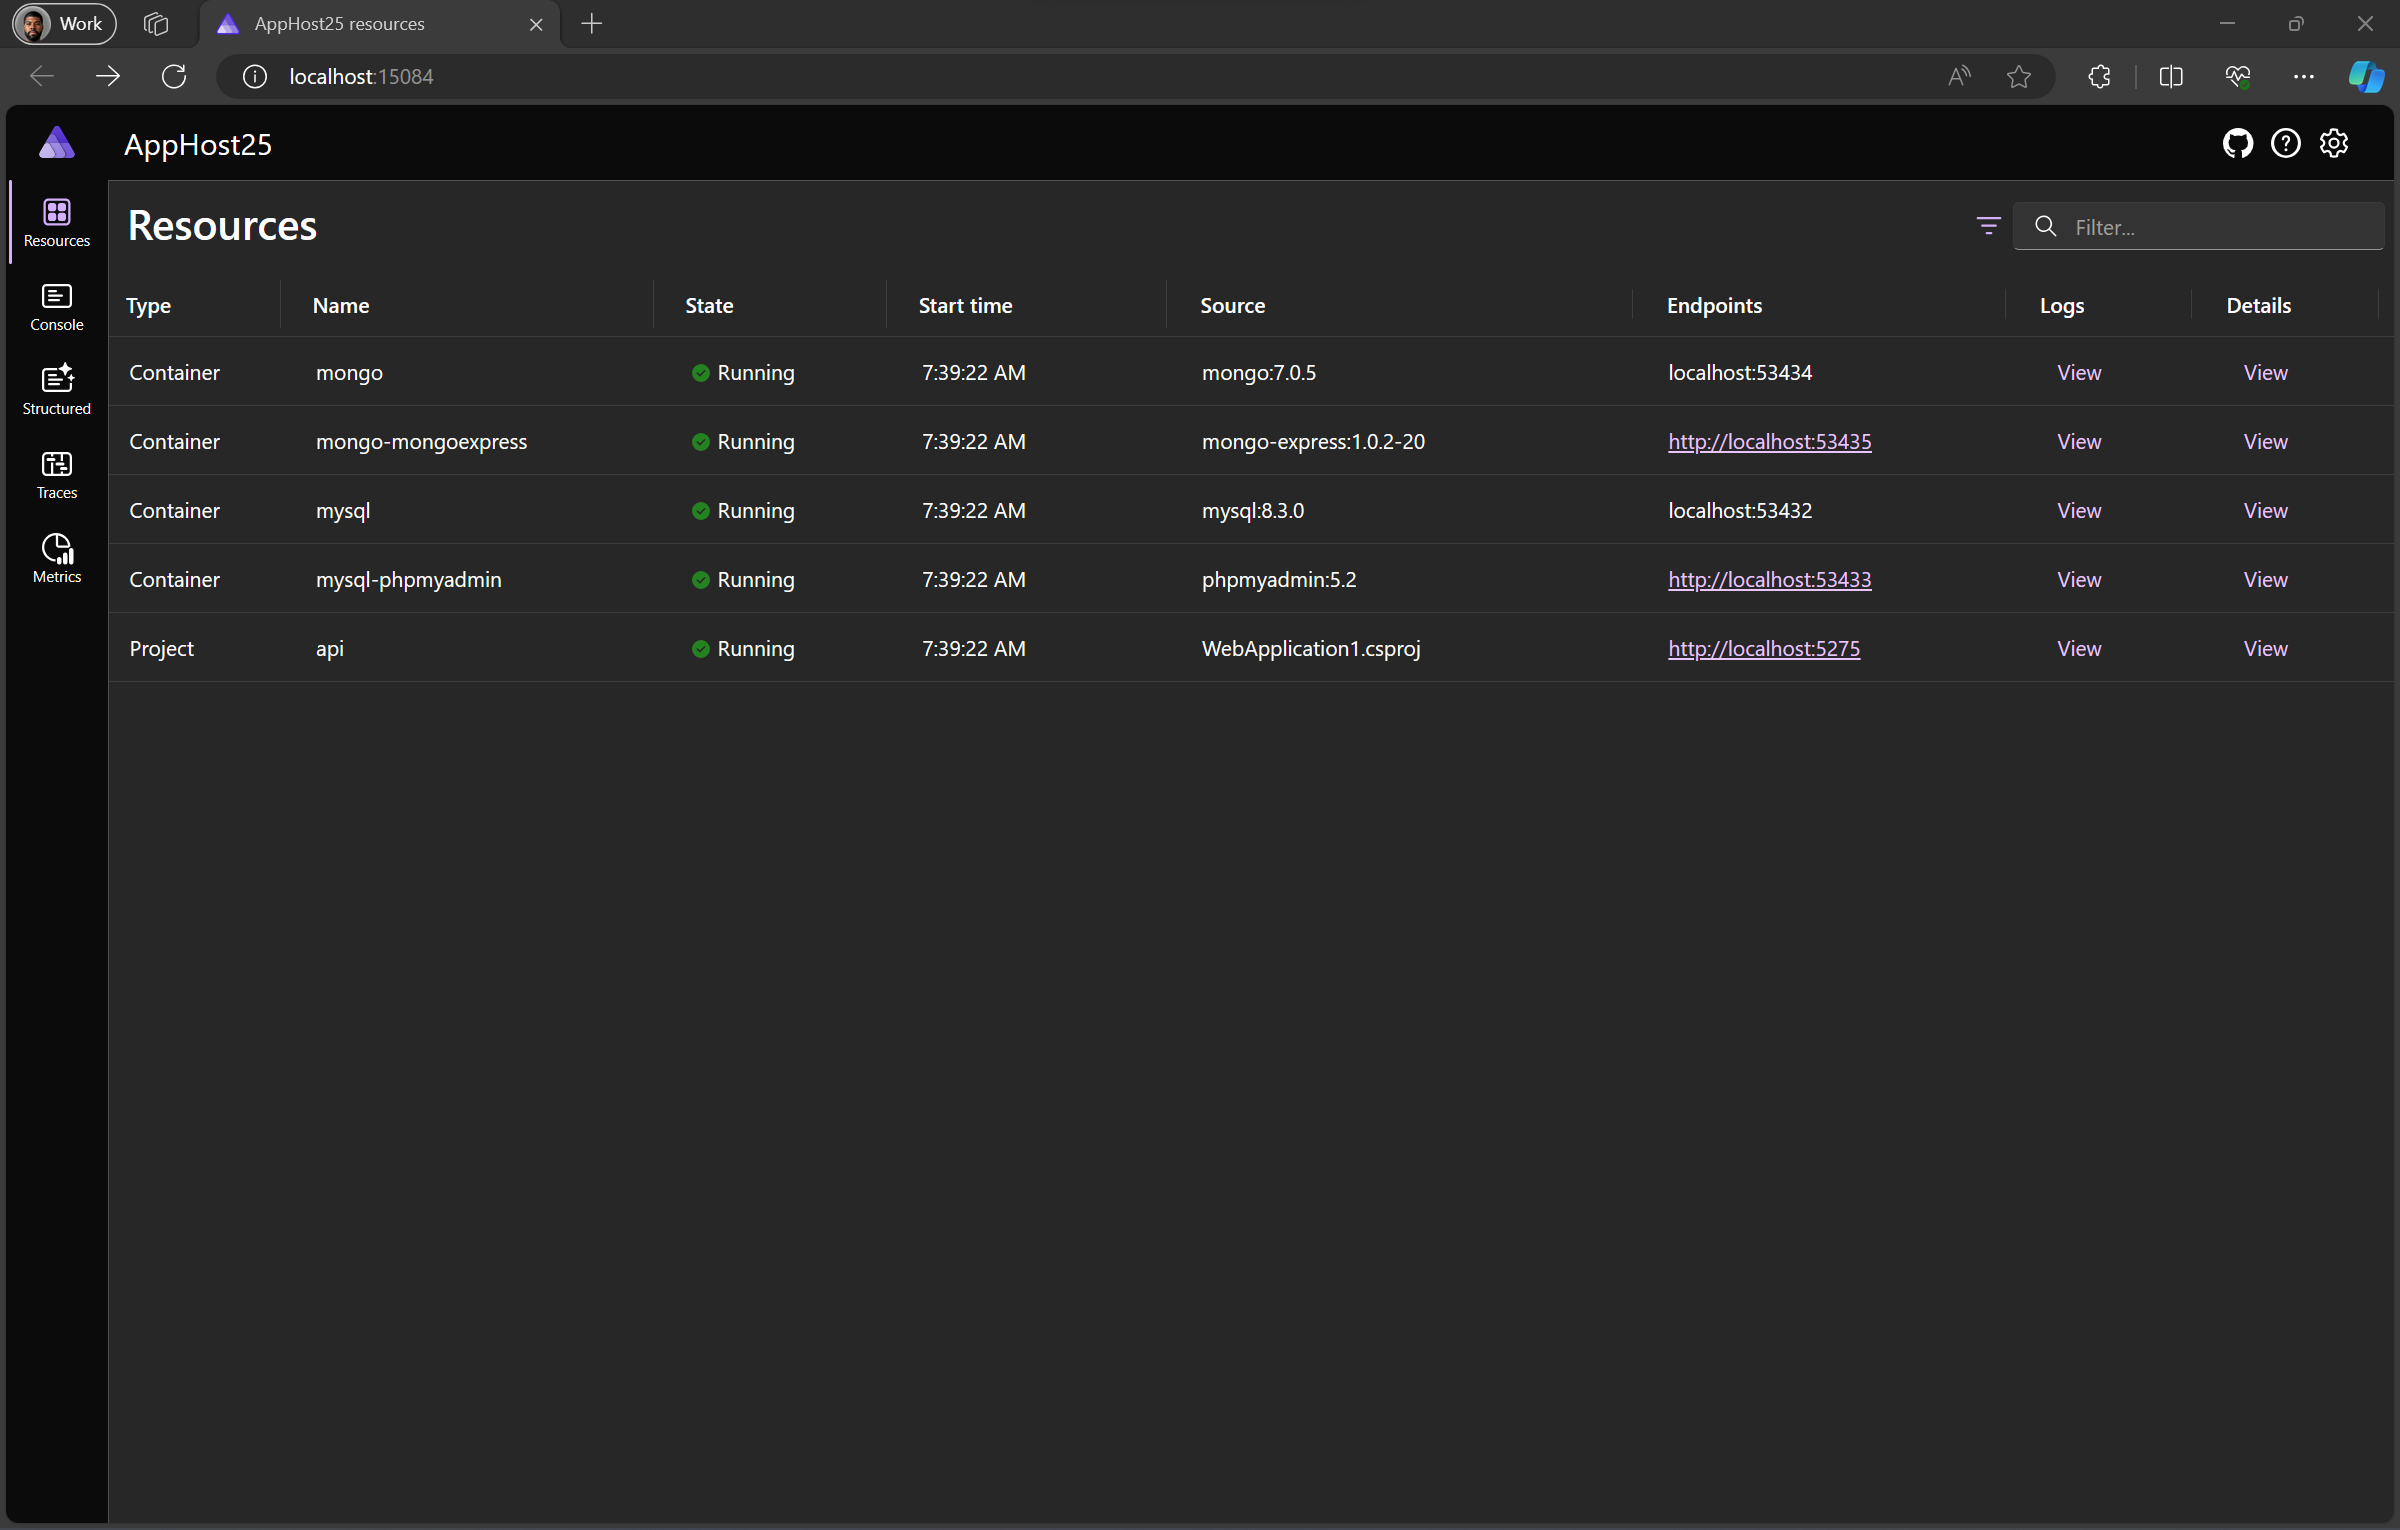 Work
AppHost25 resources
localhost:15084
AppHost25
Resources
Console
Structured
Traces
Metrics
Resources
Filter...
Type Name State Start time Source Endpoints Logs Details
Container mongo Running 7:39:22 AM mongo:7.0.5 localhost:53434 View View
Container mongo-mongoexpress Running 7:39:22 AM mongo-express:1.0.2-20 http://localhost:53435 View View
Container mysql Running 7:39:22 AM mysql:8.3.0 localhost:53432 View View
Container mysql-phpmyadmin Running 7:39:22 AM phpmyadmin:5.2 http://localhost:53433 View View
Project api Running 7:39:22 AM WebApplication1.csproj http://localhost:5275 View View